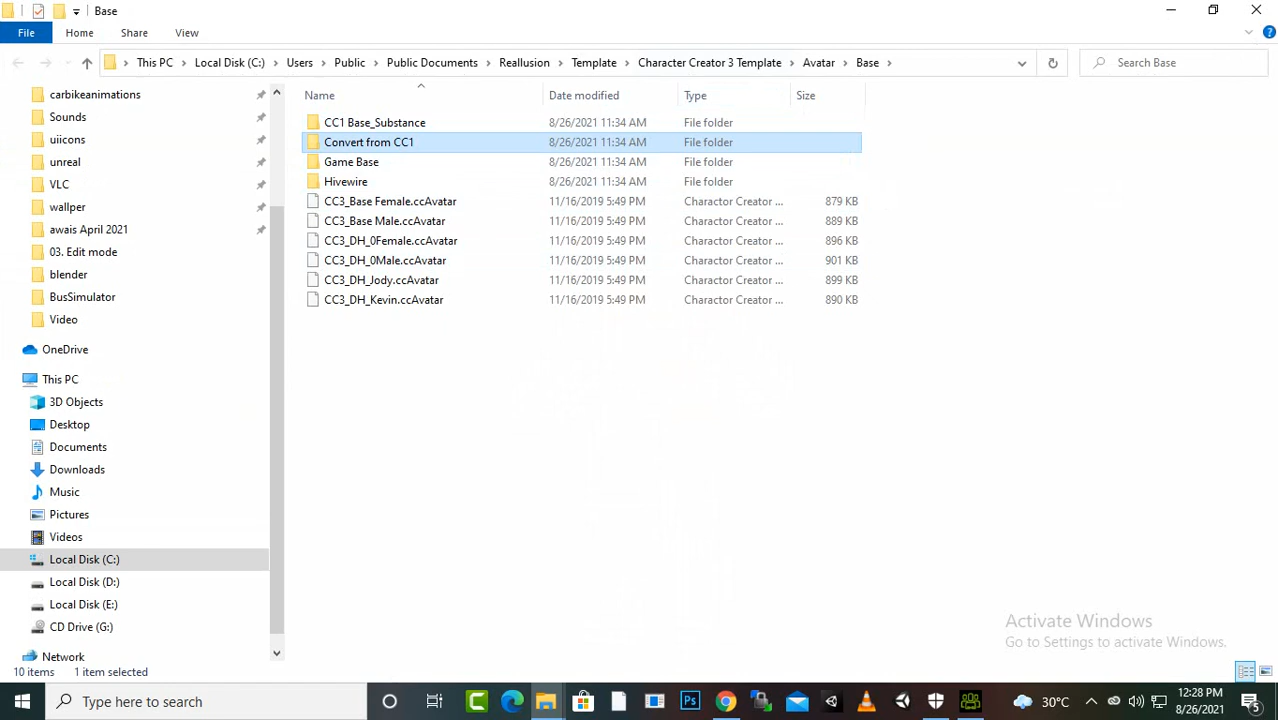 Base
File Home Share View
This PC Local Disk (C:) Users Public Public Documents Reallusion Template Character Creator 3 Template Avatar Base
Search Base
carbikeanimations
Sounds
uiicons
unreal
VLC
wallper
awais April 2021
03. Edit mode
blender
BusSimulator
Video
OneDrive
This PC
3D Objects
Desktop
Documents
Downloads
Music
Pictures
Videos
Local Disk (C:)
Local Disk (D:)
Local Disk (E:)
CD Drive (G:)
Network
Name Date modified Type Size
CC1 Base_Substance 8/26/2021 11:34 AM File folder
Convert from CC1 8/26/2021 11:34 AM File folder
Game Base 8/26/2021 11:34 AM File folder
Hivewire 8/26/2021 11:34 AM File folder
CC3_Base Female.ccAvatar 11/16/2019 5:49 PM Charactor Creator ... 879 KB
CC3_Base Male.ccAvatar 11/16/2019 5:49 PM Charactor Creator ... 889 KB
CC3_DH_0Female.ccAvatar 11/16/2019 5:49 PM Charactor Creator ... 896 KB
CC3_DH_0Male.ccAvatar 11/16/2019 5:49 PM Charactor Creator ... 901 KB
CC3_DH_Jody.ccAvatar 11/16/2019 5:49 PM Charactor Creator ... 899 KB
CC3_DH_Kevin.ccAvatar 11/16/2019 5:49 PM Charactor Creator ... 890 KB
Activate Windows
Go to Settings to activate Windows.
10 items 1 item selected
Type here to search
Ps
30°C
12:28 PM
8/26/2021
5